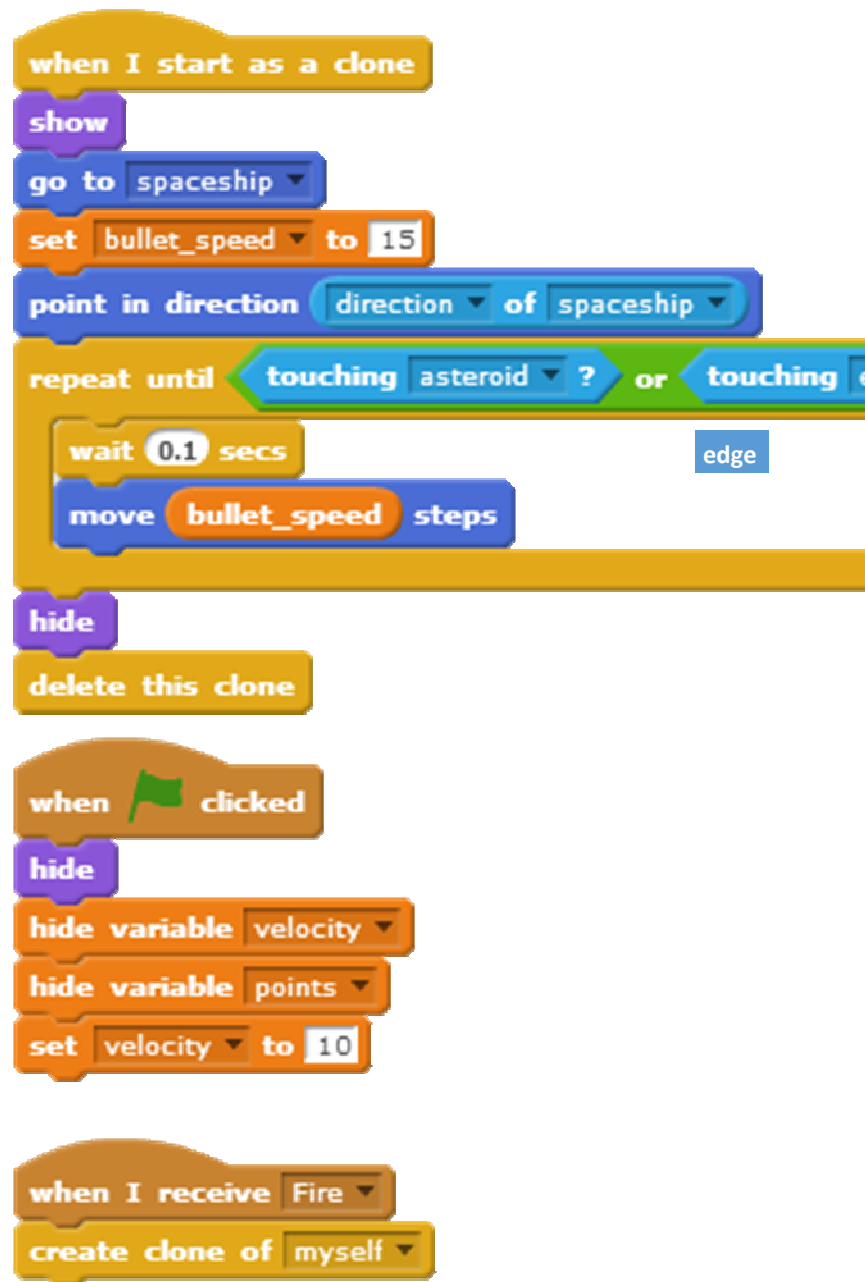 when I start as a clone
show
go to spaceship
set bullet_speed to 15
point in direction direction of spaceship
repeat until touching asteroid ? or touching
wait 0.1 secs
edge
move bullet_speed steps
hide
delete this clone
when clicked
hide
hide variable velocity
hide variable points
set velocity to 10
when I receive Fire
create clone of myself